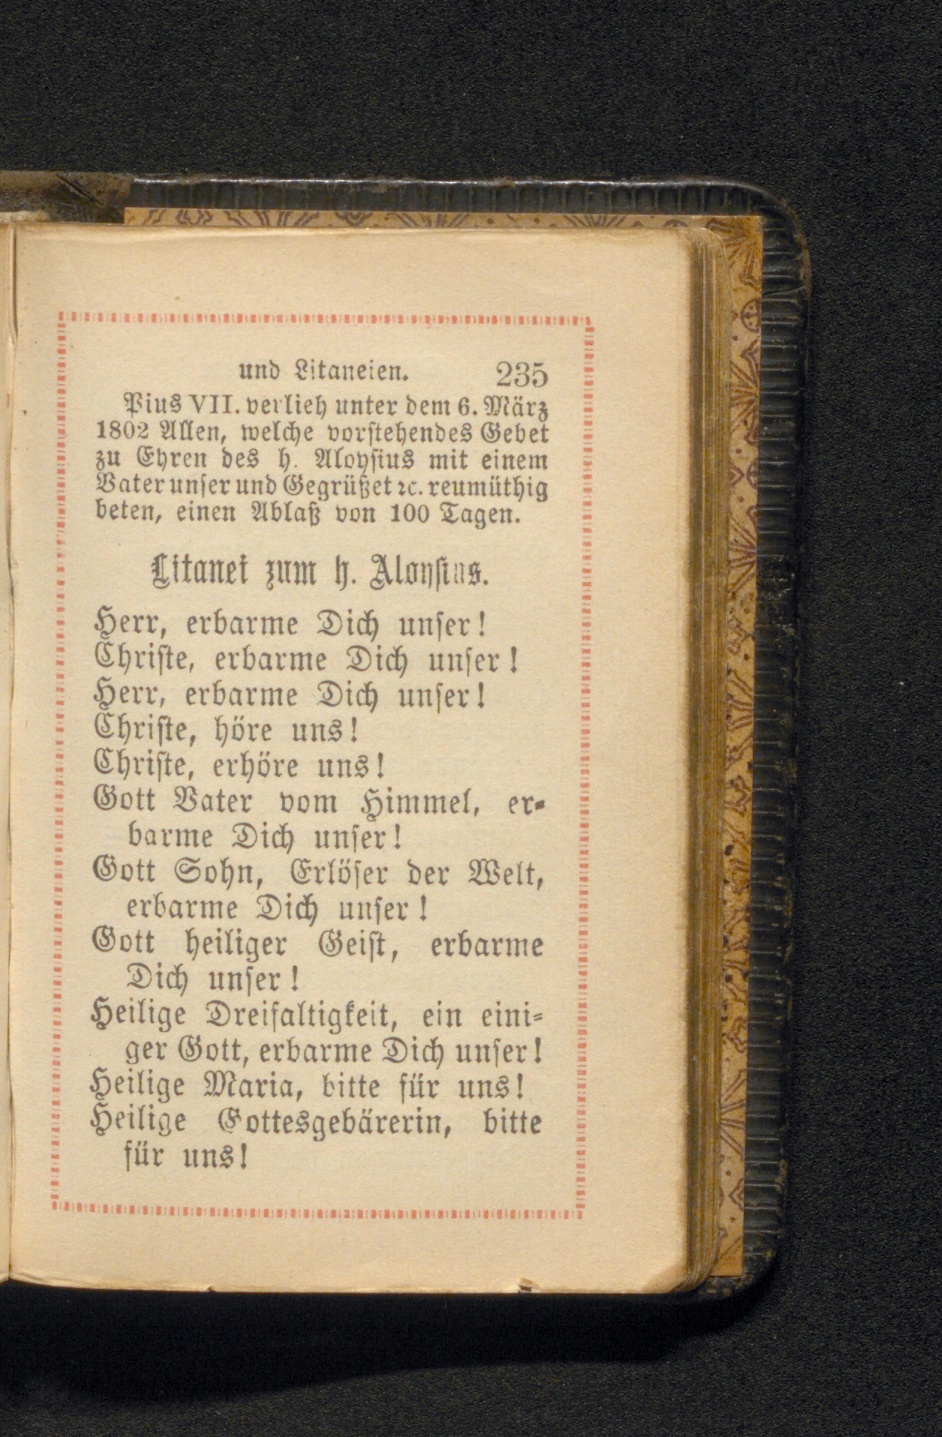 und Litaneien. 235
Pius VII. verlieh unter dem 6. März
1802 Allen, welche vorstehendes Gebet
zu Ehren des h. Aloysius mit einem
Vater unser und Gegrüßet ꝛc. reumüthig
beten, einen Ablaß von 100 Tagen.
Litanei zum h. Aloysius.
Herr, erbarme Dich unser!
Christe, erbarme Dich unser!
Herr, erbarme Dich unser!
Christe, höre uns!
Christe, erhöre uns!
Gott Vater vom Himmel, er-
barme Dich unser!
Gott Sohn, Erlöser der Welt,
erbarme Dich unser!
Gott heiliger Geist, erbarme
Dich unser!
Heilige Dreifaltigkeit, ein eini-
ger Gott, erbarme Dich unser!
Heilige Maria, bitte für uns!
Heilige Gottesgebärerin, bitte
für uns!